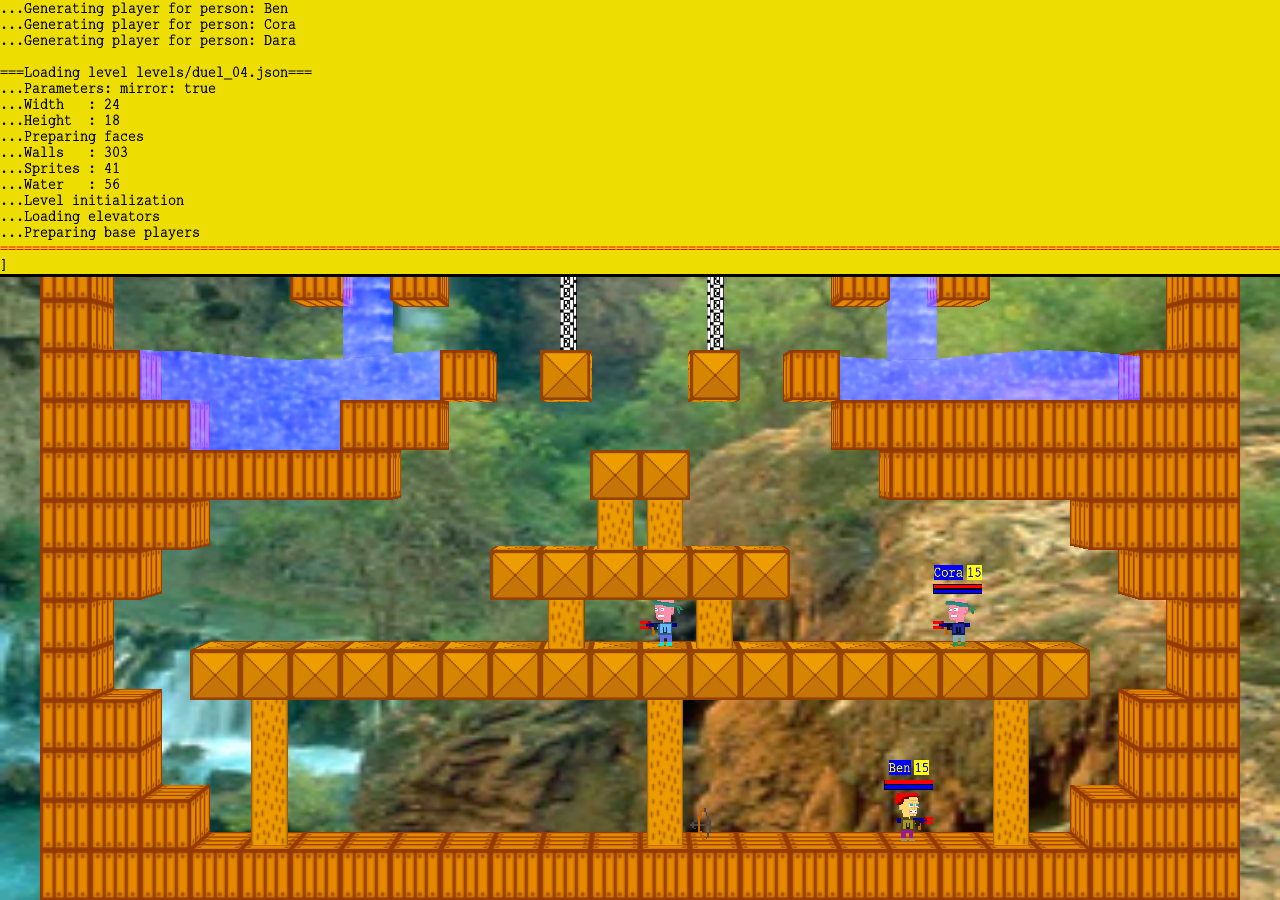 ...Generating player for person: Ben
...Generating player for person: Cora
...Generating player for person: Dara
===Loading level levels/duel_04.json===
...Parameters: mirror: true
...Width   : 24
...Height  : 18
...Preparing faces
...Walls   : 303
...Sprites : 41
...Water   : 56
...Level initialization
...Loading elevators
...Preparing base players
]
Cora 15
Ben 15